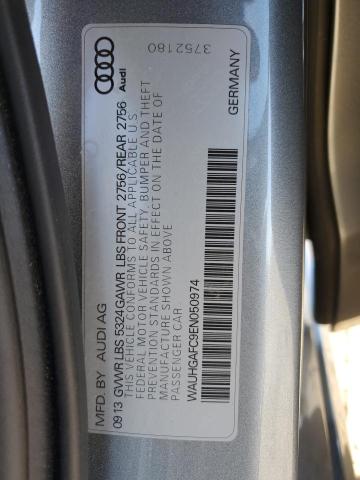 MFD. BY AUDI AG
09 13 GWWR LBS 5324 GAWR LBS FRONT 2756/REAR 2756
THIS VEHICLE CONFORMS TO ALL APPLICABLE U.S
FEDERAL MOTOR VEHICLE SAFETY, BUMPER AND THEFT
PREVENTION STANDARDS IN EFFECT ON THE DATE OF
MANUFACTURE SHOWN ABOVE
PASSENGER CAR
WAUHGAFC9EN050974
GERMANY
Audi
3752180